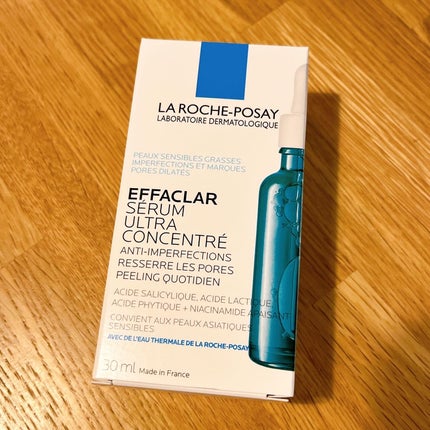 LA ROCHE-POSAY
LABORATOIRE DERMATOLOGIQUE
PEAUX SENSIBLES GRASSES
IMPERFECTIONS ET MARQUES
PORES DILATÉS
EFFACLAR
SÉRUM
ULTRA
CONCENTRÉ
ANTI-IMPERFECTIONS
RESSERRE LES PORES
PEELING QUOTIDIEN
ACIDE SALICYLIQUE, ACIDE LACTIQUE,
ACIDE PHYTIQUE + NIACINAMIDE APAISANT
CONVIENT AUX PEAUX ASIATIQUES
SENSIBLES
AVEC DE L'EAU THERMALE DE LA ROCHE-POSAY
30 ml Made in France